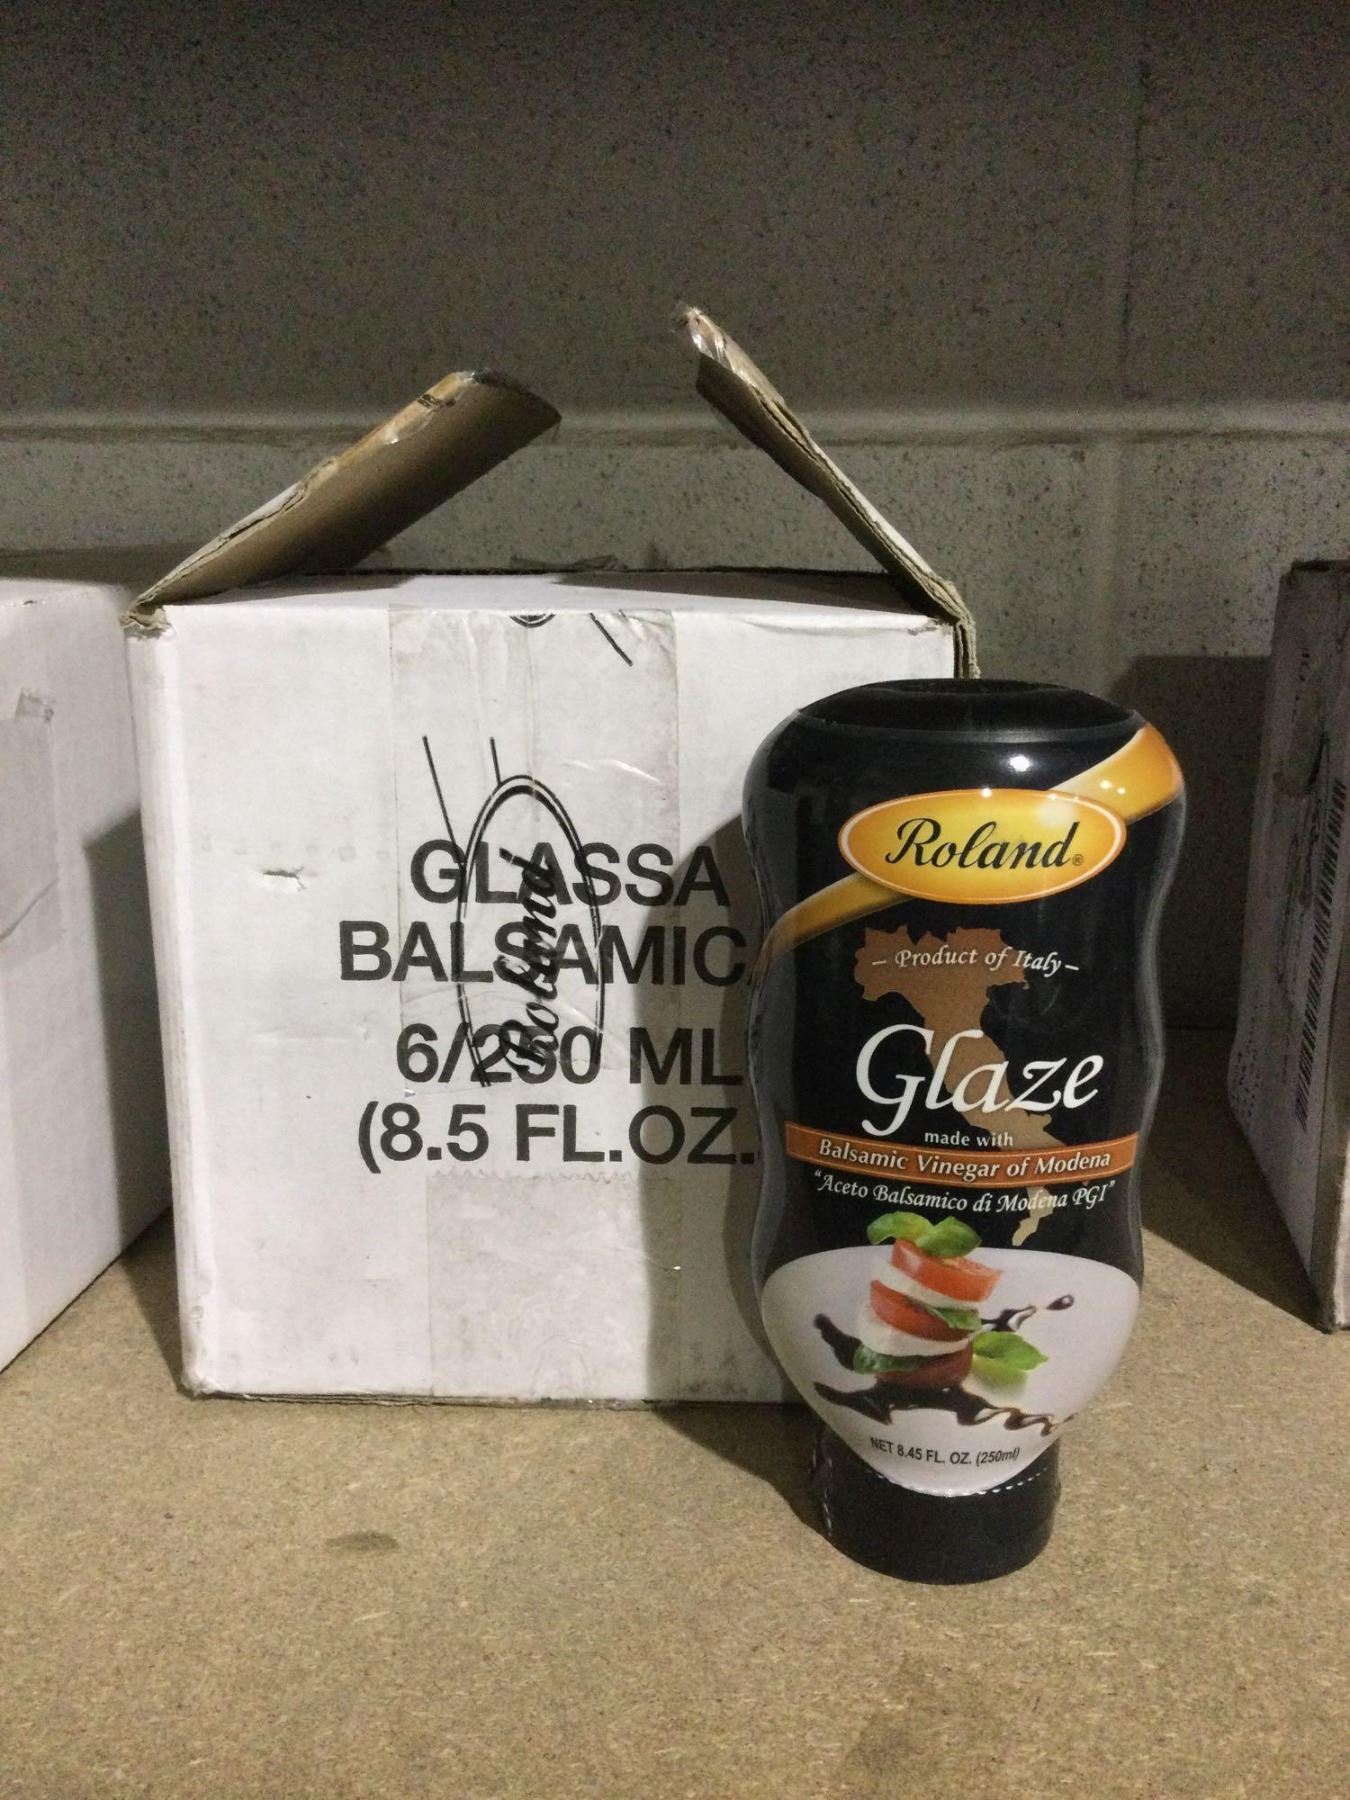 GLASSA
BALSAMICA
6/250 ML
(8.5 FL.OZ.
Roland
Roland®
– Product of Italy –
Glaze
made with
Balsamic Vinegar of Modena
"Aceto Balsamico di Modena PGI"
NET 8.45 FL. OZ. (250ml)